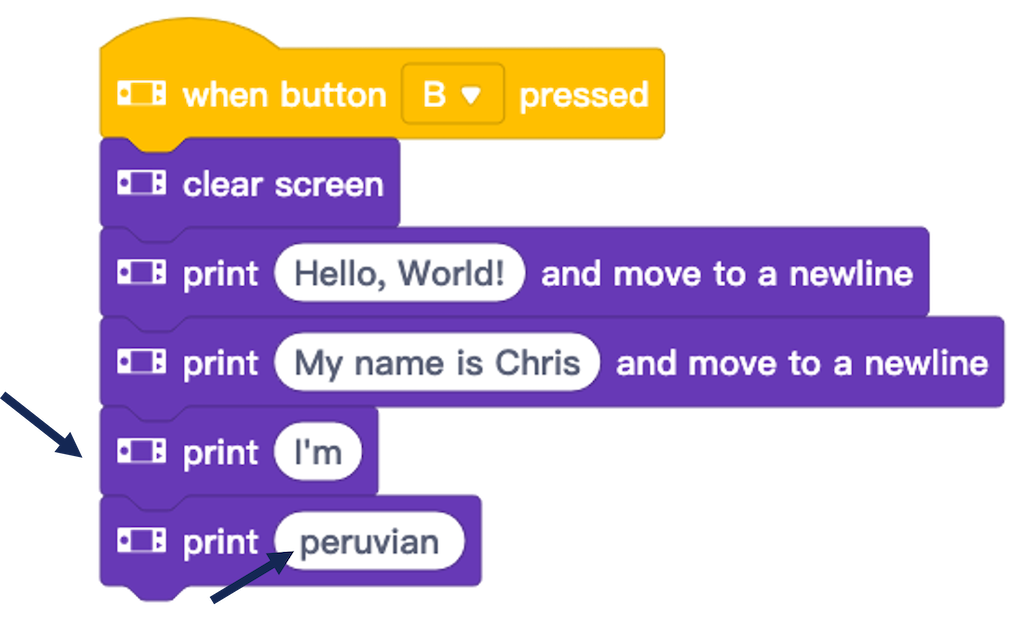 when button B pressed
clear screen
print Hello, World! and move to a newline
print My name is Chris and move to a newline
print I'm
print peruvian